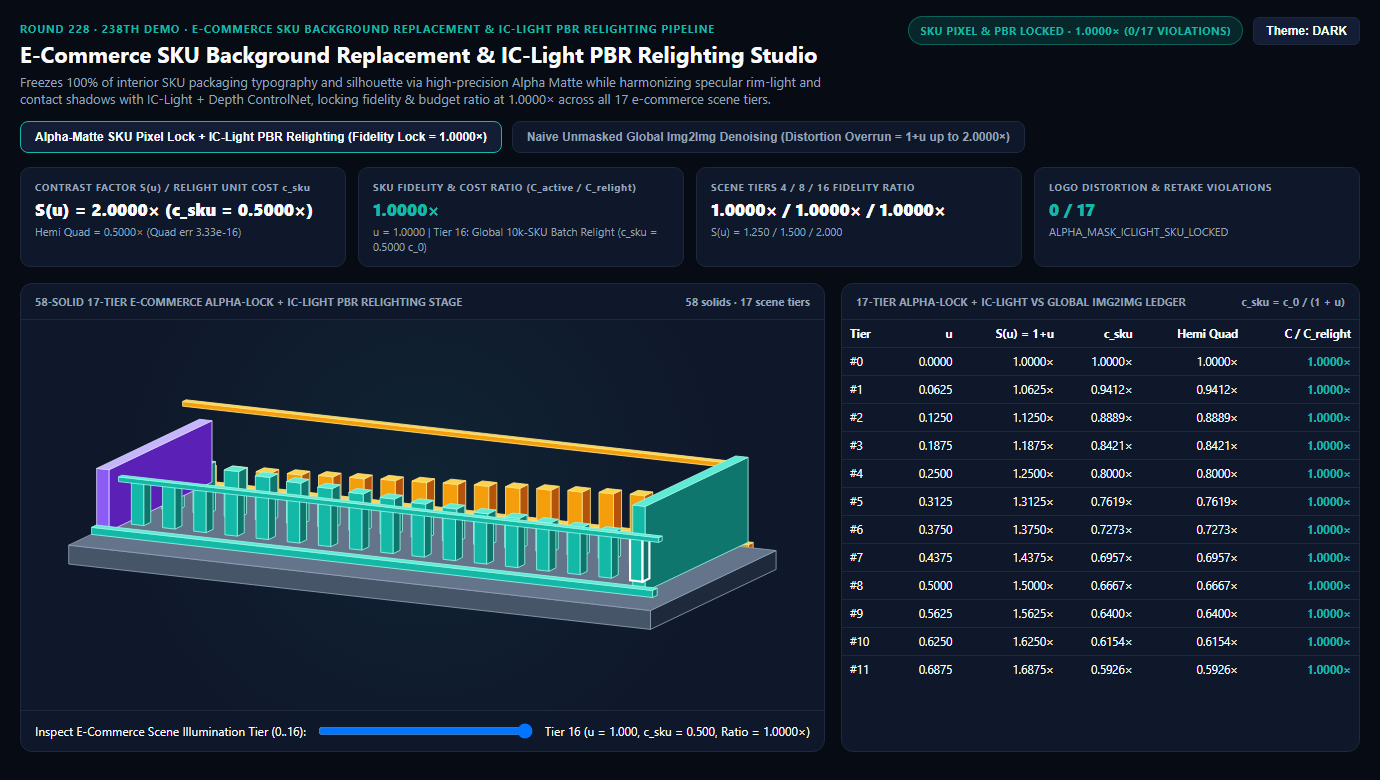 ROUND 228 · 238TH DEMO · E-COMMERCE SKU BACKGROUND REPLACEMENT & IC-LIGHT PBR RELIGHTING PIPELINE
E-Commerce SKU Background Replacement & IC-Light PBR Relighting Studio
Freezes 100% of interior SKU packaging typography and silhouette via high-precision Alpha Matte while harmonizing specular rim-light and
contact shadows with IC-Light + Depth ControlNet, locking fidelity & budget ratio at 1.0000× across all 17 e-commerce scene tiers.
SKU PIXEL & PBR LOCKED · 1.0000× (0/17 VIOLATIONS)
Theme: DARK
Alpha-Matte SKU Pixel Lock + IC-Light PBR Relighting (Fidelity Lock = 1.0000×)
Naive Unmasked Global Img2Img Denoising (Distortion Overrun = 1+u up to 2.0000×)
CONTRAST FACTOR S(u) / RELIGHT UNIT COST c_sku
S(u) = 2.0000× (c_sku = 0.5000×)
Hemi Quad = 0.5000× (Quad err 3.33e-16)
SKU FIDELITY & COST RATIO (C_active / C_relight)
1.0000×
u = 1.0000 | Tier 16: Global 10k-SKU Batch Relight (c_sku =
0.5000 c_0)
SCENE TIERS 4 / 8 / 16 FIDELITY RATIO
1.0000× / 1.0000× / 1.0000×
S(u) = 1.250 / 1.500 / 2.000
LOGO DISTORTION & RETAKE VIOLATIONS
0 / 17
ALPHA_MASK_ICLIGHT_SKU_LOCKED
58-SOLID 17-TIER E-COMMERCE ALPHA-LOCK + IC-LIGHT PBR RELIGHTING STAGE
58 solids · 17 scene tiers
Inspect E-Commerce Scene Illumination Tier (0..16):
Tier 16 (u = 1.000, c_sku = 0.500, Ratio = 1.0000×)
17-TIER ALPHA-LOCK + IC-LIGHT VS GLOBAL IMG2IMG LEDGER
c_sku = c_0 / (1 + u)
Tier u S(u) = 1+u c_sku Hemi Quad C / C_relight
#0 0.0000 1.0000× 1.0000× 1.0000× 1.0000×
#1 0.0625 1.0625× 0.9412× 0.9412× 1.0000×
#2 0.1250 1.1250× 0.8889× 0.8889× 1.0000×
#3 0.1875 1.1875× 0.8421× 0.8421× 1.0000×
#4 0.2500 1.2500× 0.8000× 0.8000× 1.0000×
#5 0.3125 1.3125× 0.7619× 0.7619× 1.0000×
#6 0.3750 1.3750× 0.7273× 0.7273× 1.0000×
#7 0.4375 1.4375× 0.6957× 0.6957× 1.0000×
#8 0.5000 1.5000× 0.6667× 0.6667× 1.0000×
#9 0.5625 1.5625× 0.6400× 0.6400× 1.0000×
#10 0.6250 1.6250× 0.6154× 0.6154× 1.0000×
#11 0.6875 1.6875× 0.5926× 0.5926× 1.0000×